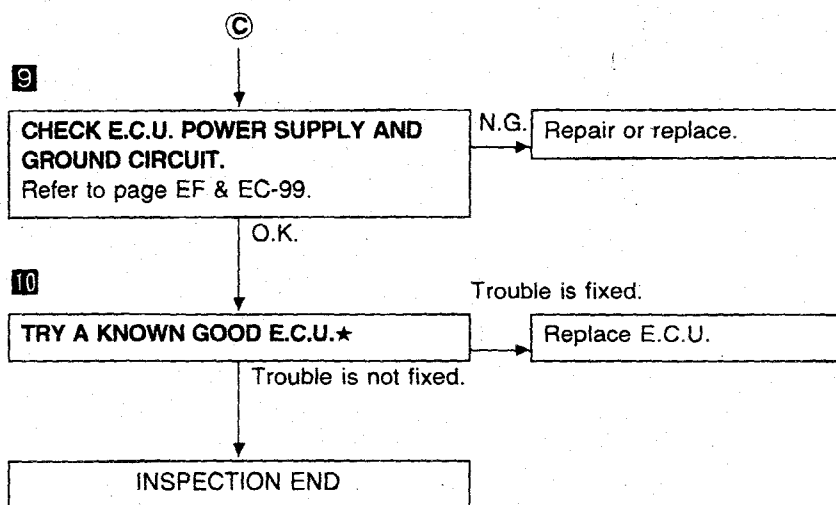 C
9
CHECK E.C.U. POWER SUPPLY AND
GROUND CIRCUIT.
Refer to page EF & EC-99.
N.G.
Repair or replace.
O.K.
10
Trouble is fixed.
TRY A KNOWN GOOD E.C.U.★
Replace E.C.U.
Trouble is not fixed.
INSPECTION END